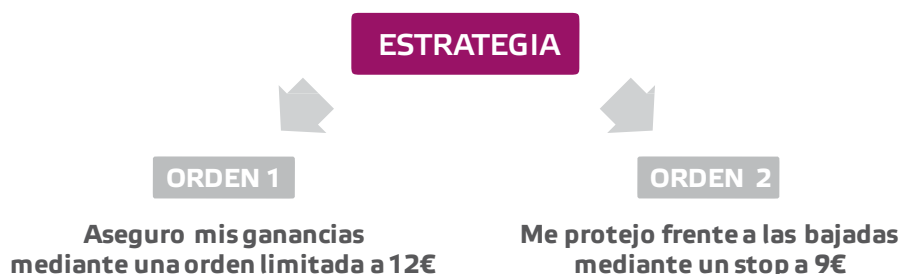 ESTRATEGIA
ORDEN 1
Aseguro mis ganancias
mediante una orden limitada a 12€
ORDEN 2
Me protejo frente a las bajadas
mediante un stop a 9€